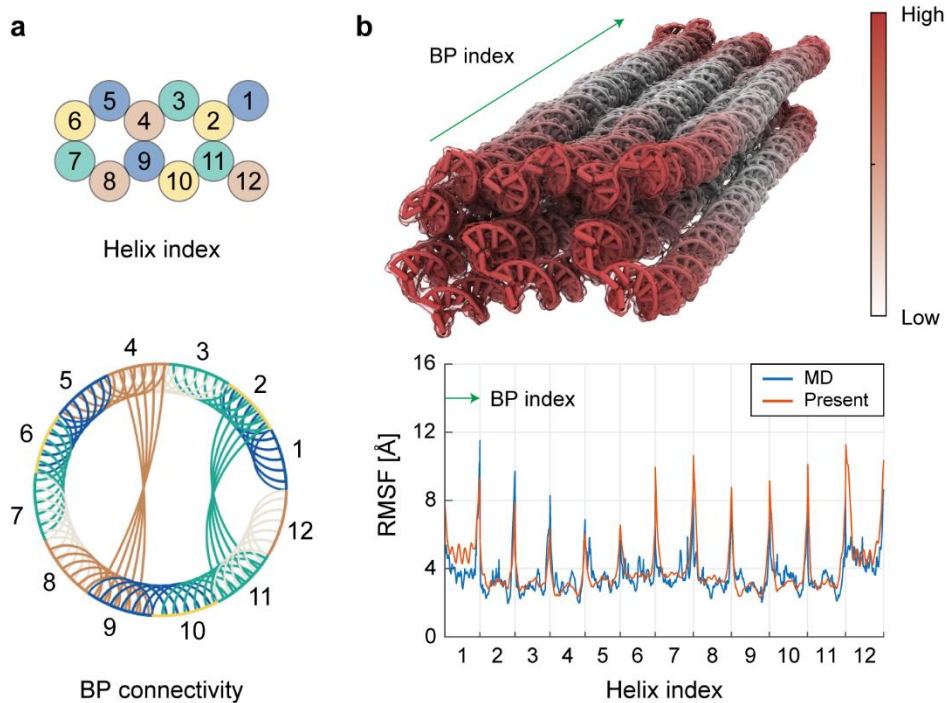 a
5 3 1
6 4 2
7 9 11
8 10 12
Helix index
4 3
5 2
6 1
7 12
8 11
9 10
BP connectivity
b
BP index
High
Low
16
12
8
4
0
RMSF [Å]
BP index
MD
Present
1 2 3 4 5 6 7 8 9 10 11 12
Helix index